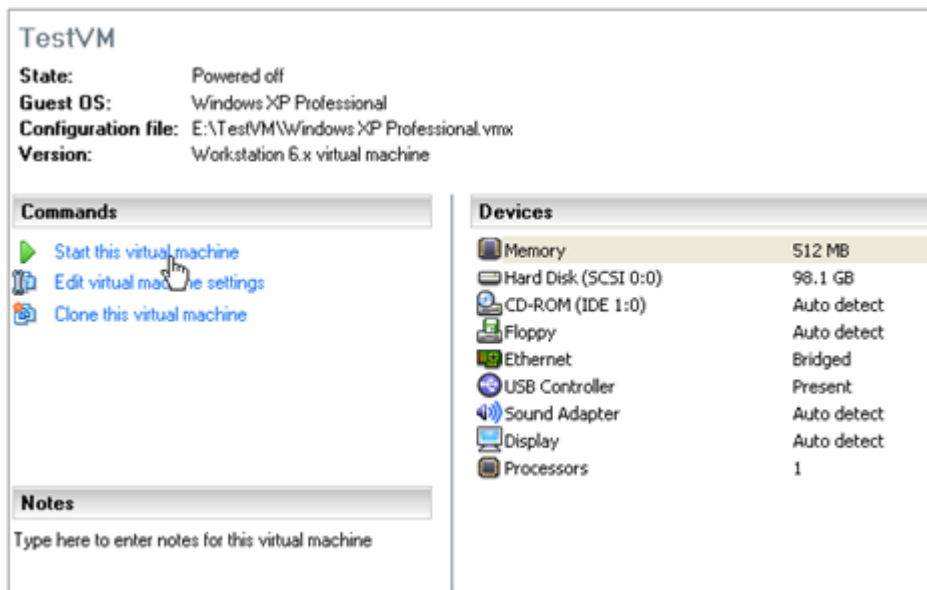 TestVM
State: Powered off
Guest OS: Windows XP Professional
Configuration file: E:\TestVM\Windows XP Professional.vmx
Version: Workstation 6.x virtual machine
Commands
Start this virtual machine
Edit virtual machine settings
Clone this virtual machine
Notes
Type here to enter notes for this virtual machine
Devices
Memory 512 MB
Hard Disk (SCSI 0:0) 98.1 GB
CD-ROM (IDE 1:0) Auto detect
Floppy Auto detect
Ethernet Bridged
USB Controller Present
Sound Adapter Auto detect
Display Auto detect
Processors 1